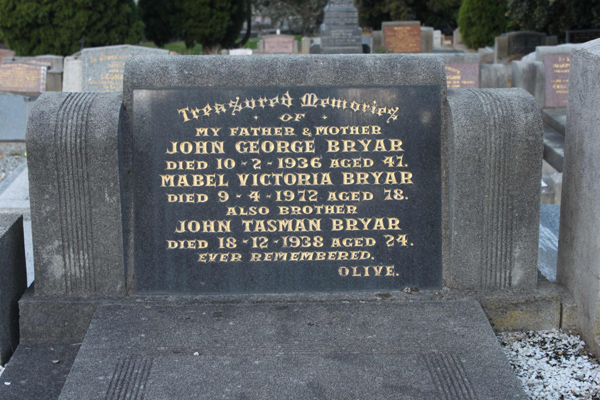 Treasured Memories
OF
MY FATHER & MOTHER
JOHN GEORGE BRYAR
DIED 10-2-1936 AGED 47.
MABEL VICTORIA BRYAR
DIED 9-4-1972 AGED 78.
ALSO BROTHER
JOHN TASMAN BRYAR
DIED 18-12-1938 AGED 24.
EVER REMEMBERED.
OLIVE.